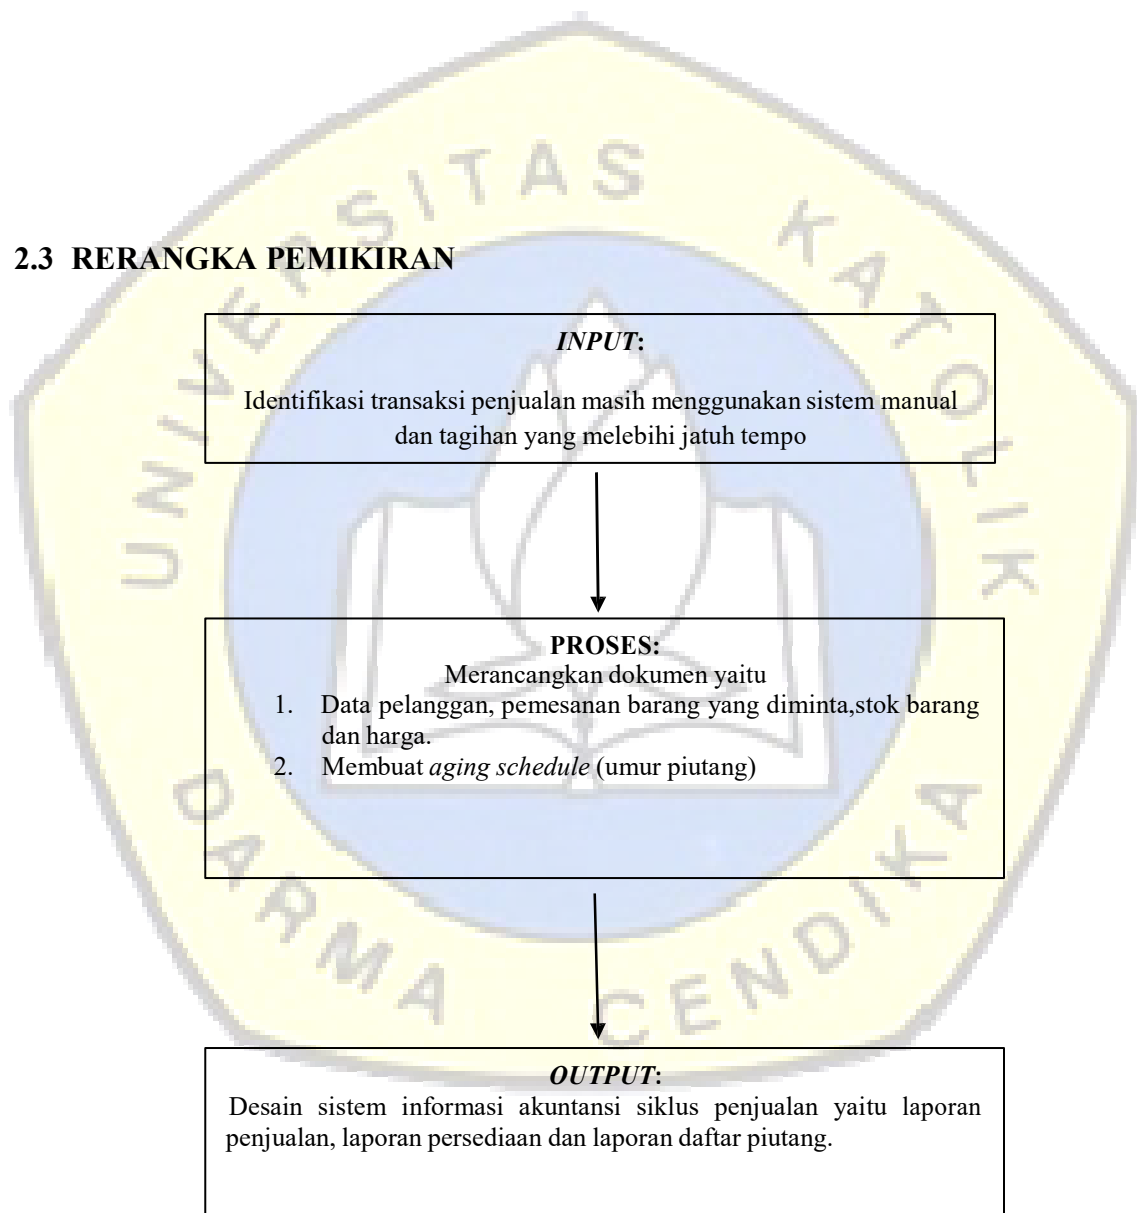 UNIVERSITAS KATOLIK
DARMA CENDIKA
2.3 RERANGKA PEMIKIRAN
INPUT:
Identifikasi transaksi penjualan masih menggunakan sistem manual
dan tagihan yang melebihi jatuh tempo
PROSES:
Merancangkan dokumen yaitu
1. Data pelanggan, pemesanan barang yang diminta,stok barang
dan harga.
2. Membuat aging schedule (umur piutang)
OUTPUT:
Desain sistem informasi akuntansi siklus penjualan yaitu laporan
penjualan, laporan persediaan dan laporan daftar piutang.